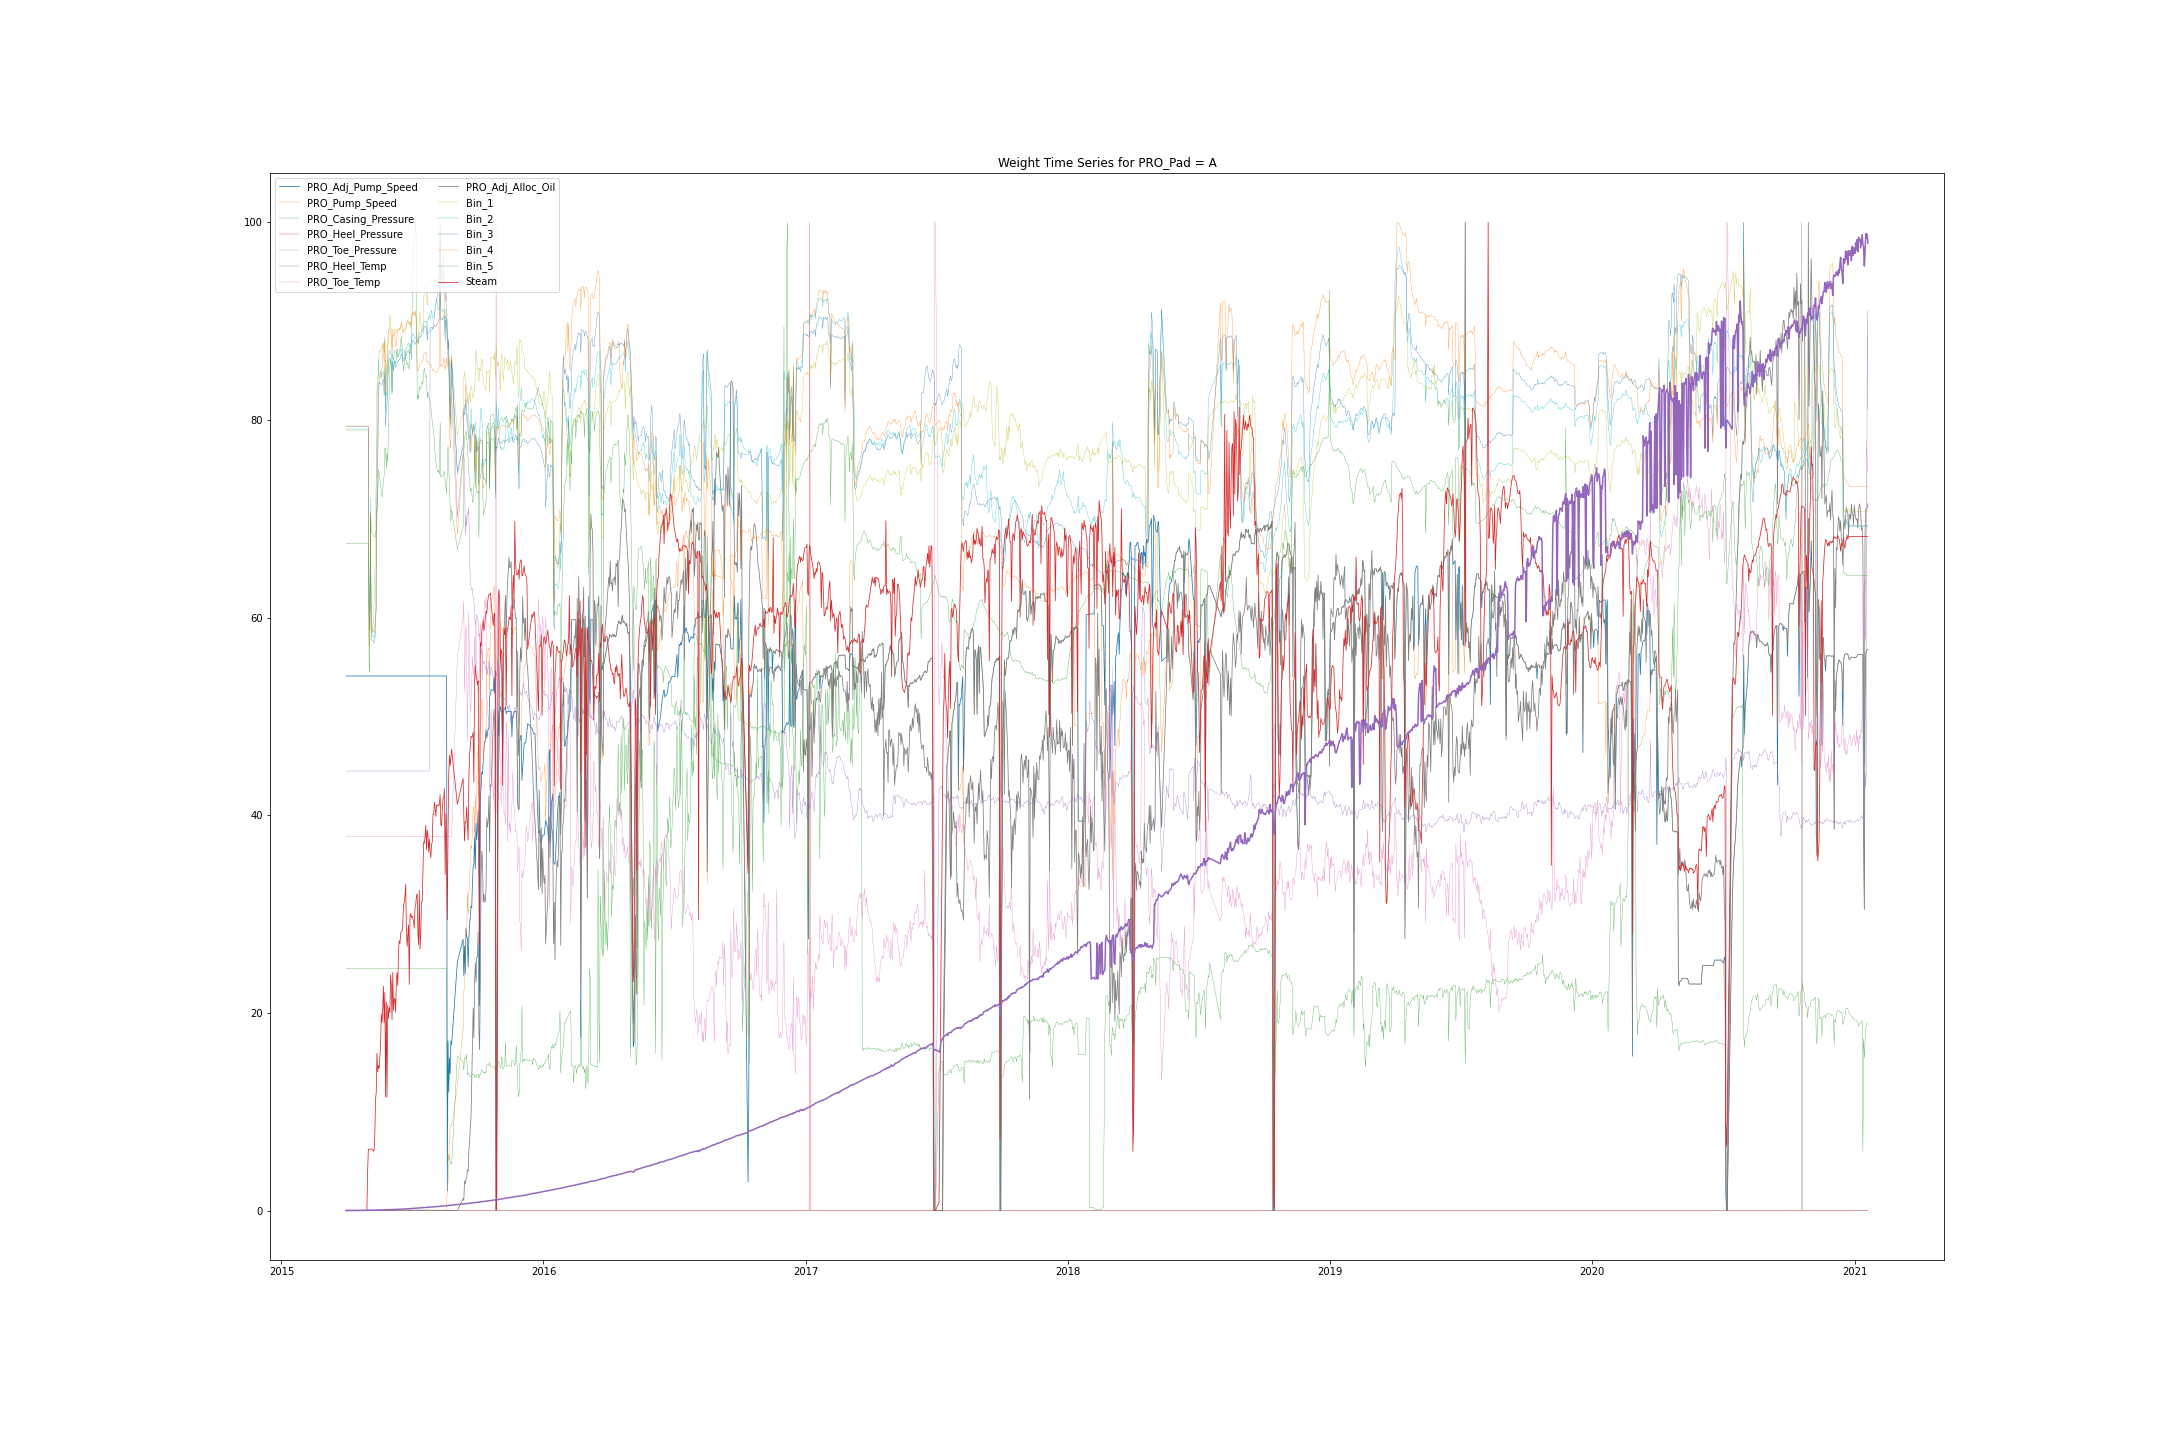 Weight Time Series for PRO_Pad = A
PRO_Adj_Pump_Speed
PRO_Pump_Speed
PRO_Casing_Pressure
PRO_Heel_Pressure
PRO_Toe_Pressure
PRO_Heel_Temp
PRO_Toe_Temp
PRO_Adj_Alloc_Oil
Bin_1
Bin_2
Bin_3
Bin_4
Bin_5
Steam
100
80
60
40
20
0
2015 2016 2017 2018 2019 2020 2021